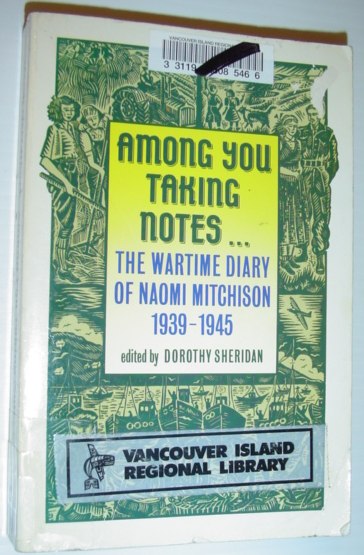 VANCOUVER ISLAND
AMONG YOU
TAKING
NOTES ...
THE WARTIME DIARY
OF NAOMI MITCHISON
1939-1945
edited by DOROTHY SHERIDAN
VANCOUVER ISLAND
REGIONAL LIBRARY